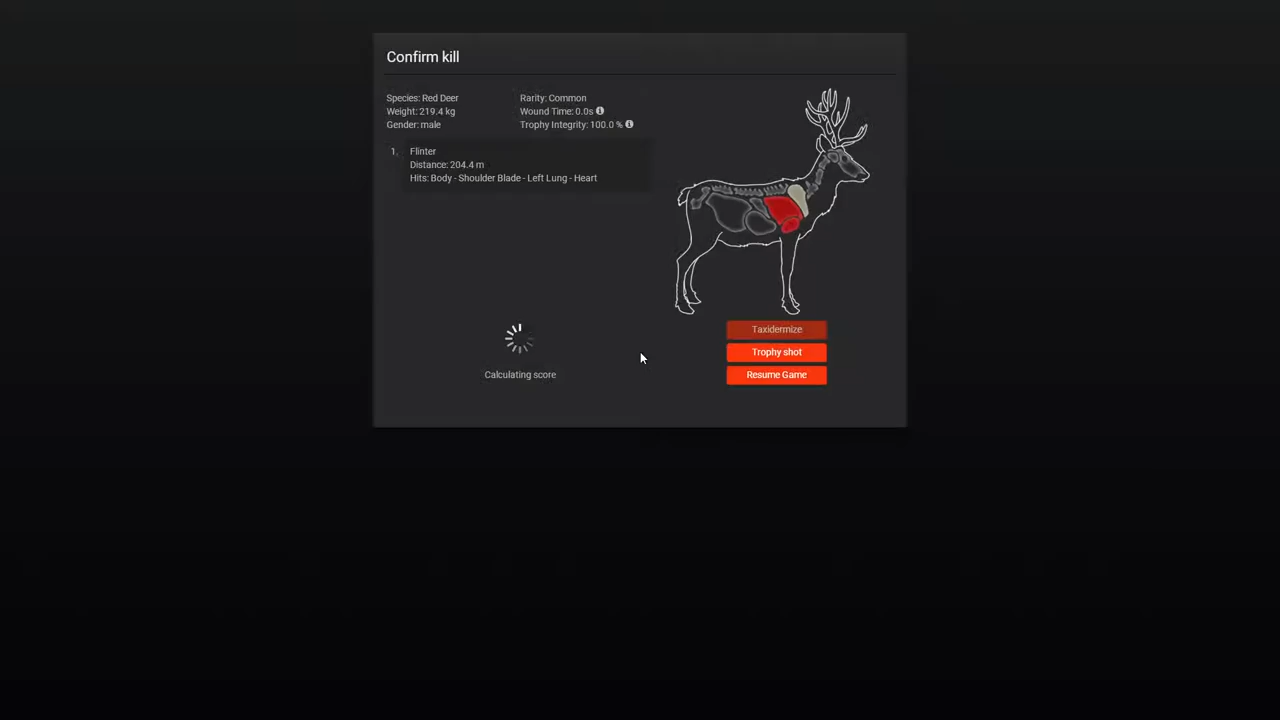 Confirm kill
Species: Red Deer
Weight: 219.4 kg
Gender: male
Rarity: Common
Wound Time: 0.0s
Trophy Integrity: 100.0 %
1. Flinter
Distance: 204.4 m
Hits: Body - Shoulder Blade - Left Lung - Heart
Calculating score
Taxidermize
Trophy shot
Resume Game